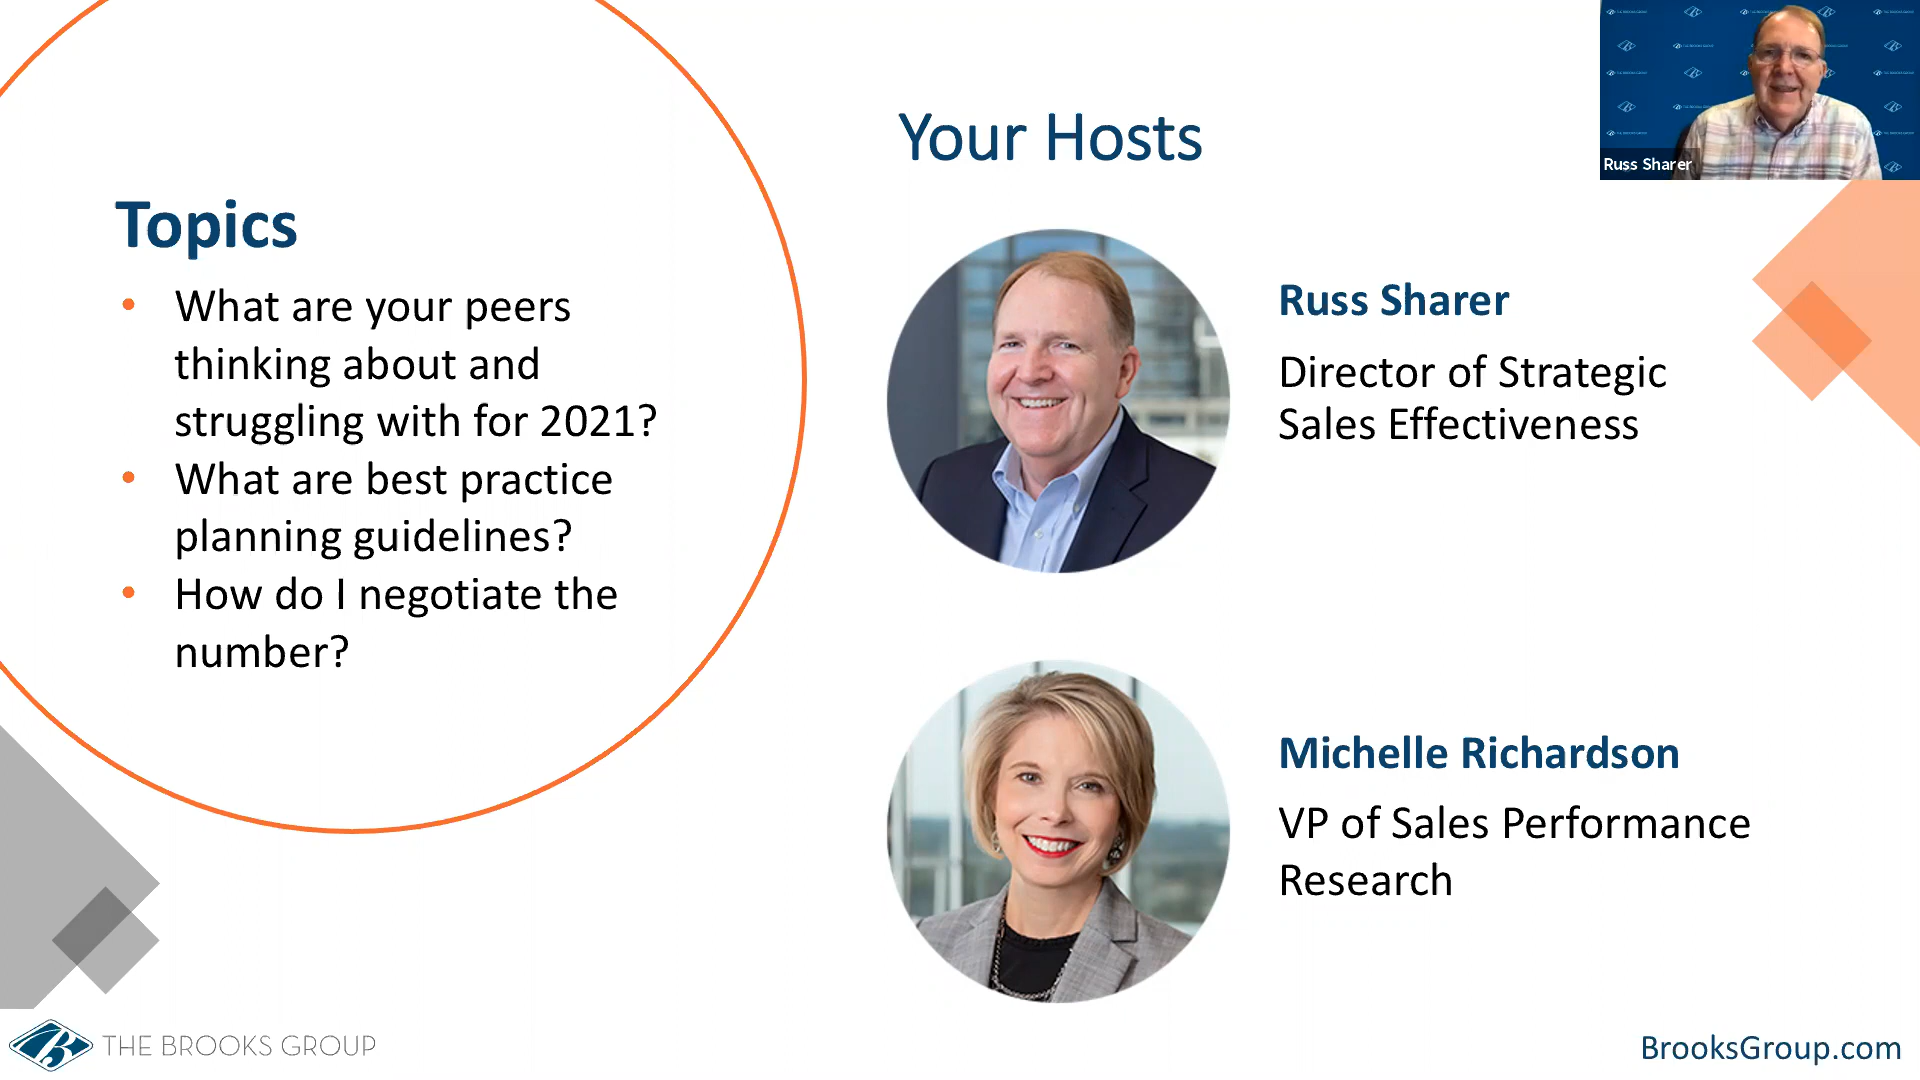 Your Hosts
Russ Sharer
Topics
• What are your peers
thinking about and
struggling with for 2021?
• What are best practice
planning guidelines?
• How do I negotiate the
number?
Russ Sharer
Director of Strategic
Sales Effectiveness
Michelle Richardson
VP of Sales Performance
Research
THE BROOKS GROUP
BrooksGroup.com